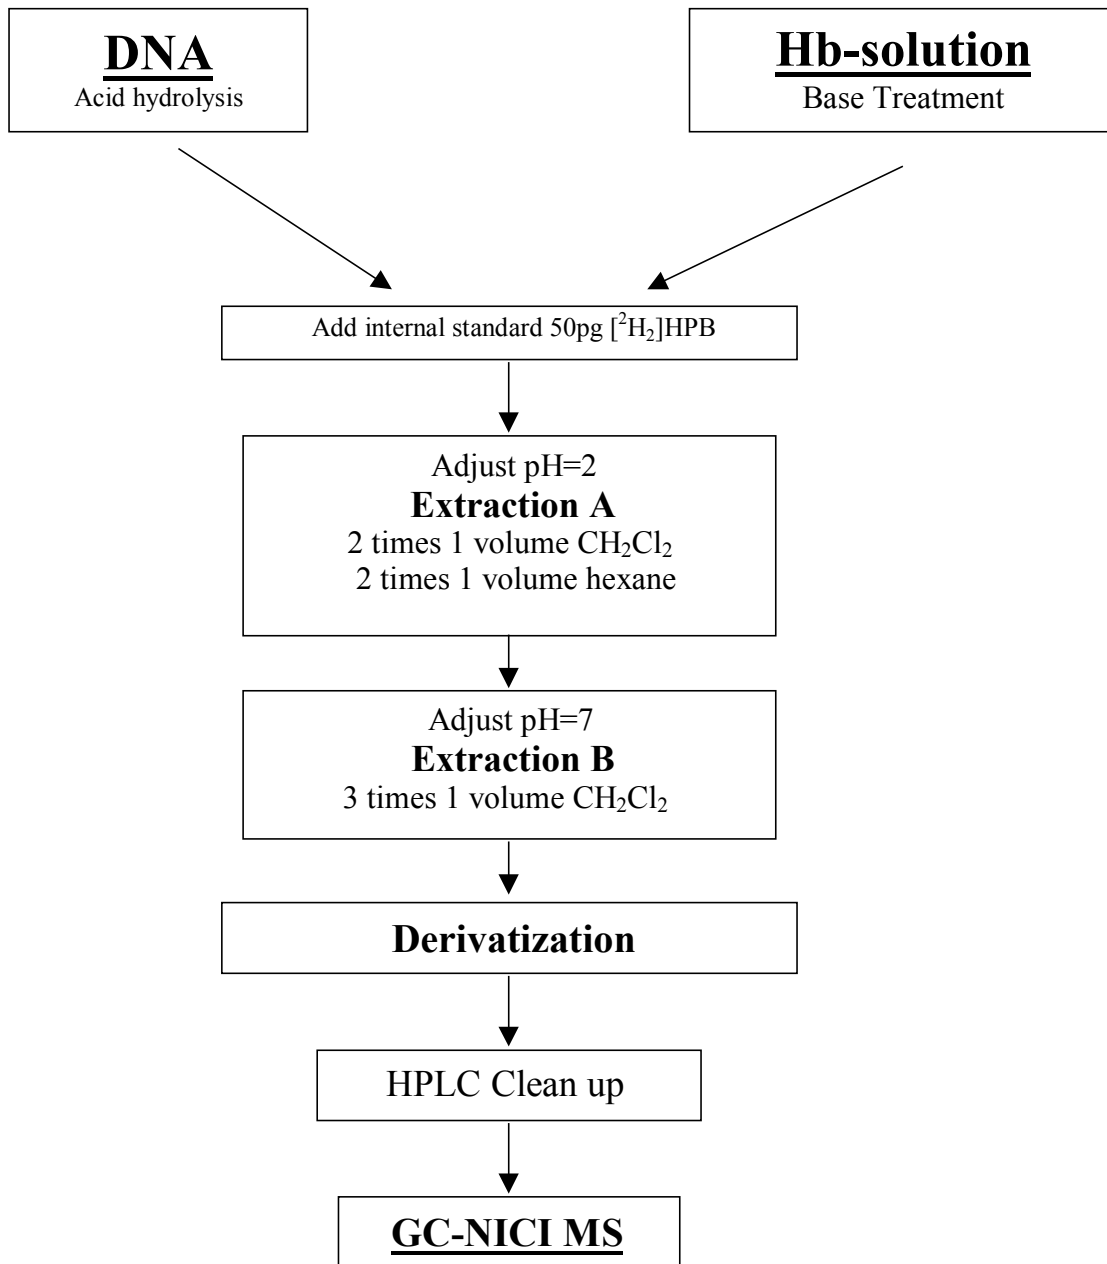 DNA
Acid hydrolysis
Hb-solution
Base Treatment
Add internal standard 50pg [²H₂]HPB
Adjust pH=2
Extraction A
2 times 1 volume CH₂Cl₂
2 times 1 volume hexane
Adjust pH=7
Extraction B
3 times 1 volume CH₂Cl₂
Derivatization
HPLC Clean up
GC-NICI MS